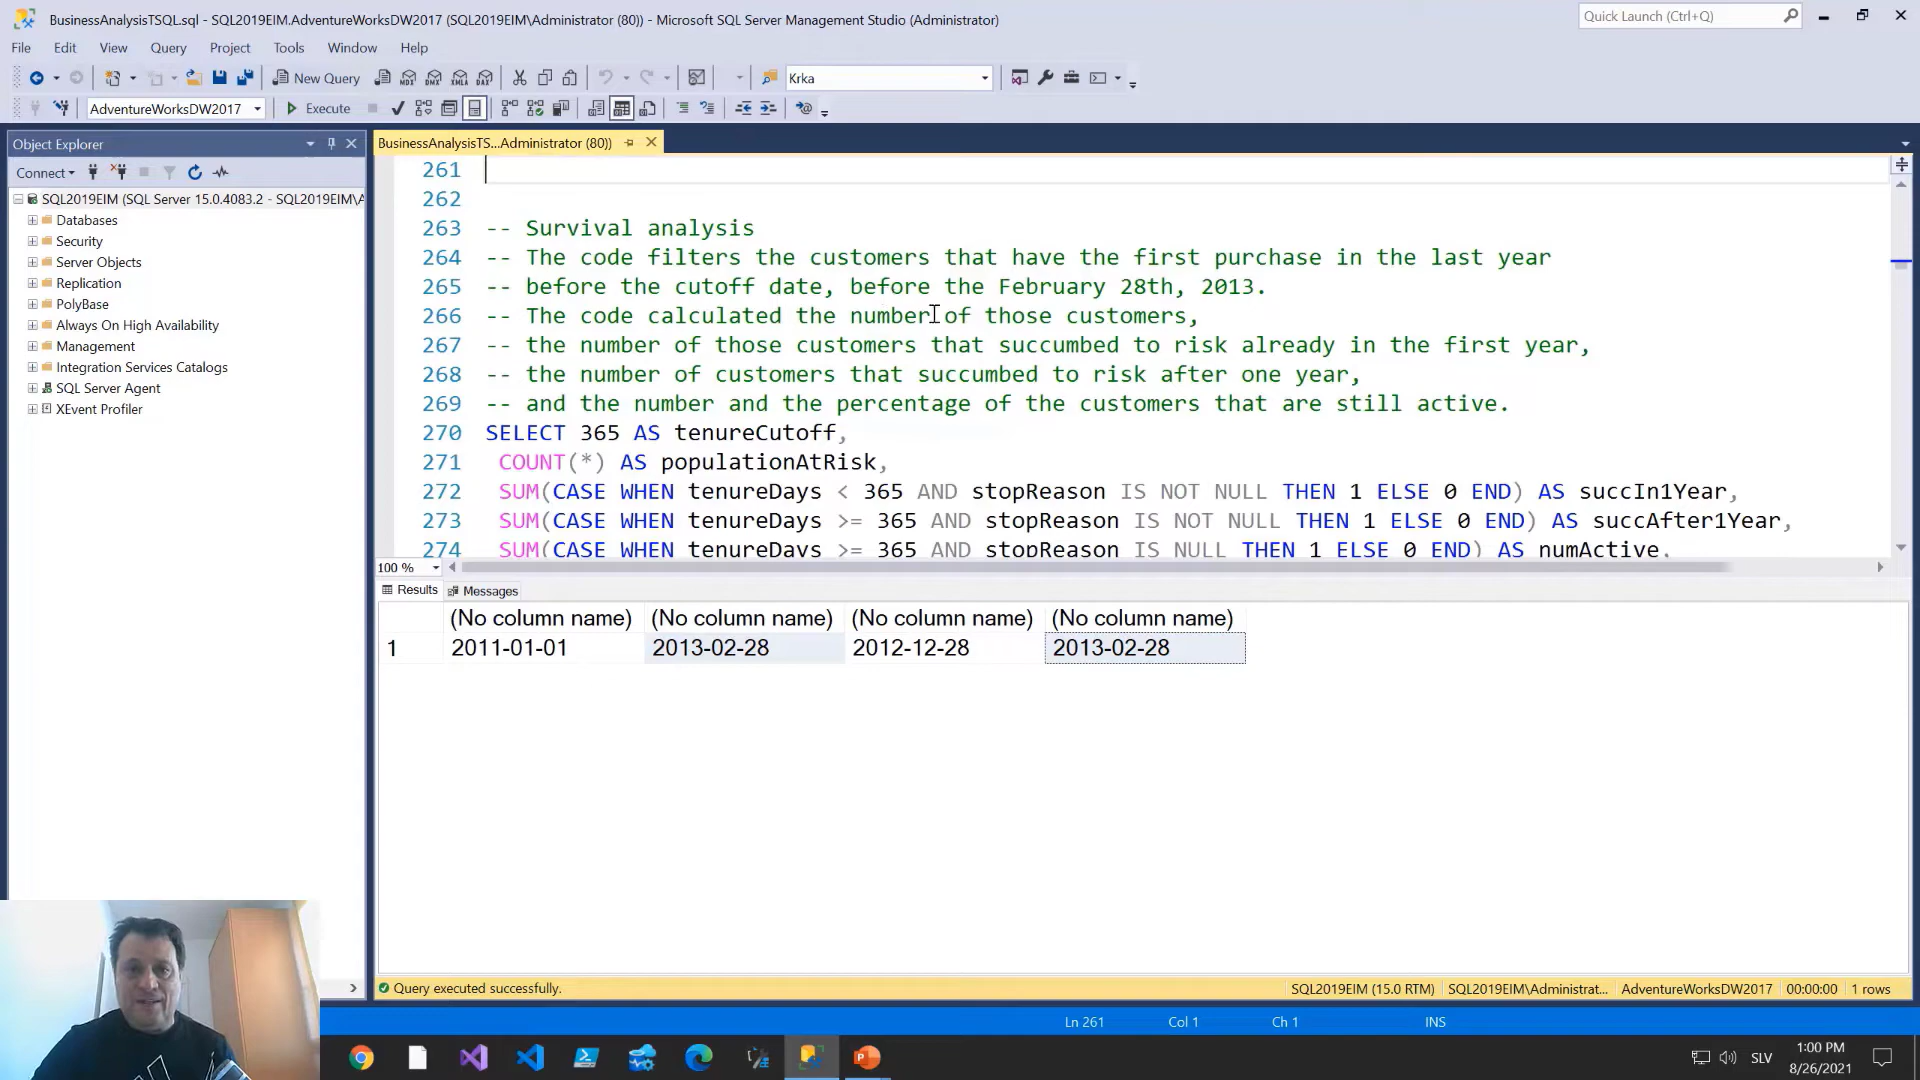 BusinessAnalysisTSQL.sql - SQL2019EIM.AdventureWorksDW2017 (SQL2019EIM\Administrator (80)) - Microsoft SQL Server Management Studio (Administrator)
Quick Launch (Ctrl+Q)
File Edit View Query Project Tools Window Help
New Query
MDX DMX XMLA DAX
Krka
AdventureWorksDW2017
Execute
Object Explorer
Connect
SQL2019EIM (SQL Server 15.0.4083.2 - SQL2019EIM\A
Databases
Security
Server Objects
Replication
PolyBase
Always On High Availability
Management
Integration Services Catalogs
SQL Server Agent
XEvent Profiler
BusinessAnalysisTS...Administrator (80))
261
262
263 -- Survival analysis
264 -- The code filters the customers that have the first purchase in the last year
265 -- before the cutoff date, before the February 28th, 2013.
266 -- The code calculated the number of those customers,
267 -- the number of those customers that succumbed to risk already in the first year,
268 -- the number of customers that succumbed to risk after one year,
269 -- and the number and the percentage of the customers that are still active.
270 SELECT 365 AS tenureCutoff,
271 COUNT(*) AS populationAtRisk,
272 SUM(CASE WHEN tenureDays < 365 AND stopReason IS NOT NULL THEN 1 ELSE 0 END) AS succIn1Year,
273 SUM(CASE WHEN tenureDays >= 365 AND stopReason IS NOT NULL THEN 1 ELSE 0 END) AS succAfter1Year,
274 SUM(CASE WHEN tenureDays >= 365 AND stopReason IS NULL THEN 1 ELSE 0 END) AS numActive,
100 %
Results Messages
(No column name) (No column name) (No column name) (No column name)
1 2011-01-01 2013-02-28 2012-12-28 2013-02-28
Query executed successfully.
SQL2019EIM (15.0 RTM) SQL2019EIM\Administrat... AdventureWorksDW2017 00:00:00 1 rows
Ln 261 Col 1 Ch 1 INS
SLV
1:00 PM
8/26/2021